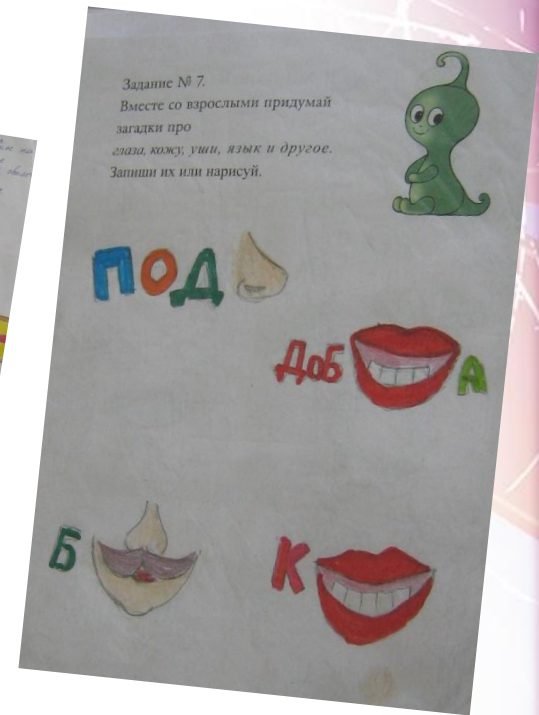 Задание № 7.
Вместе со взрослыми придумай
загадки про
глаза, кожу, уши, язык и другое.
Запиши их или нарисуй.
ПОД
ДОБ А
Б К